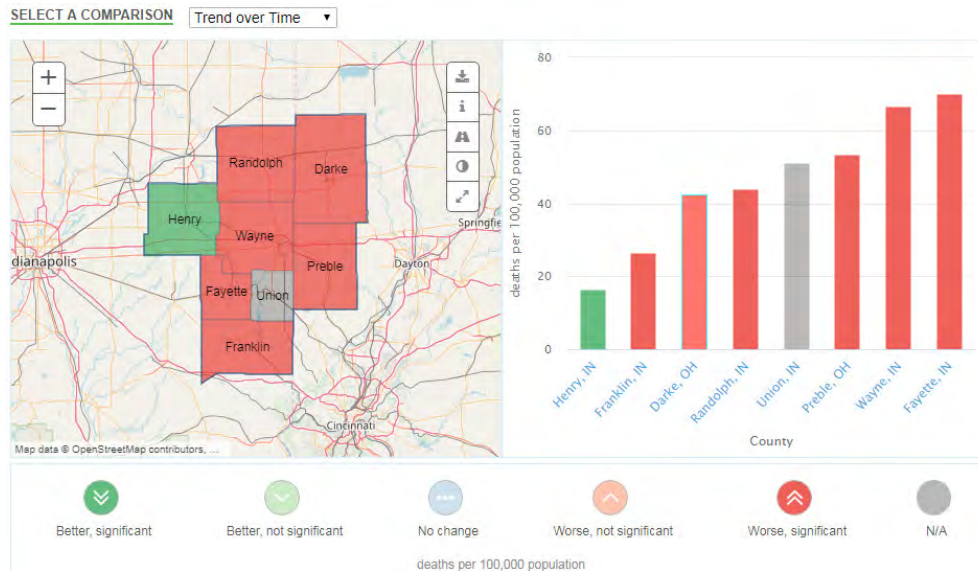 SELECT A COMPARISON
Trend over Time
+
−
i
Randolph
Darke
Henry
Wayne
Springfie
dianapolis
Preble
Dayton
Fayette
Union
Franklin
Cincinnati
Map data © OpenStreetMap contributors, ...
80
60
40
20
0
deaths per 100,000 population
Henry, IN
Franklin, IN
Darke, OH
Randolph, IN
Union, IN
Preble, OH
Wayne, IN
Fayette, IN
County
Better, significant
Better, not significant
No change
Worse, not significant
Worse, significant
N/A
deaths per 100,000 population